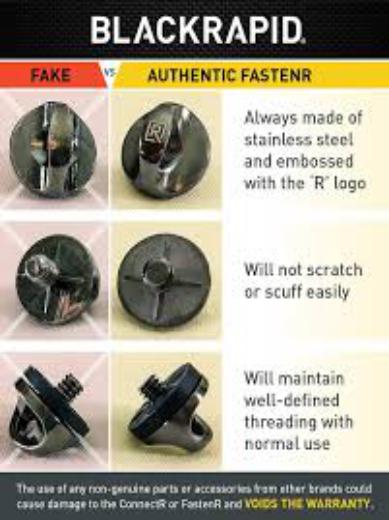 BLACKRAPID
FAKE VS AUTHENTIC FASTENR
R
Always made of
stainless steel
and embossed
with the "R" logo
Will not scratch
or scuff easily
Will maintain
well-defined
threading with
normal use
The use of any non-genuine parts or accessories from other brands could
cause damage to the ConnectR or FastenR and VOIDS THE WARRANTY.